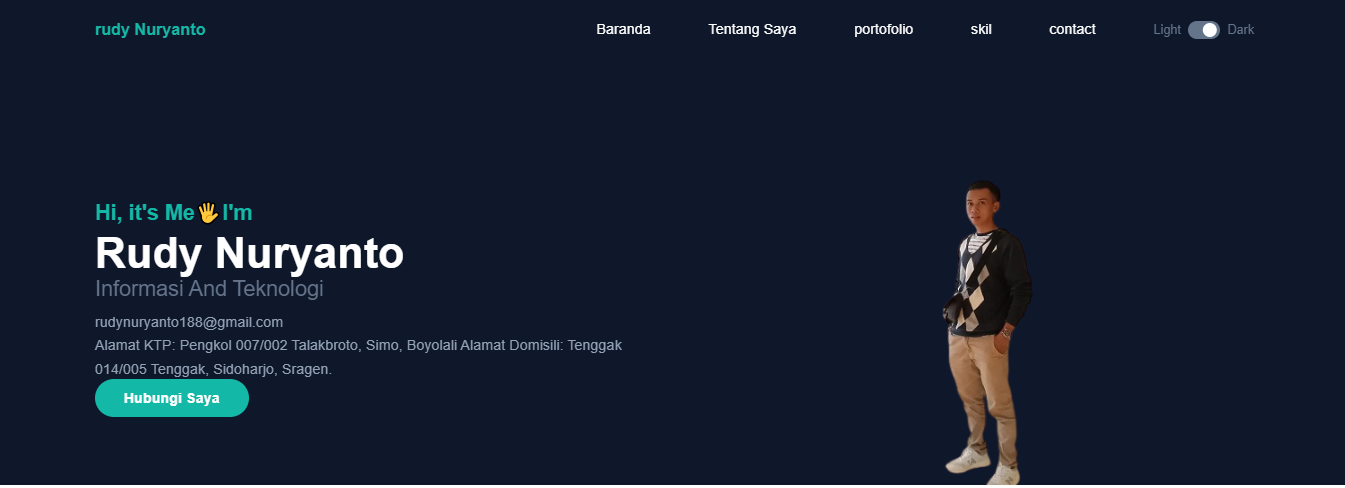 rudy Nuryanto
Baranda
Tentang Saya
portofolio
skil
contact
Light
Dark
Hi, it's Me🖐I'm
Rudy Nuryanto
Informasi And Teknologi
rudynuryanto188@gmail.com
Alamat KTP: Pengkol 007/002 Talakbroto, Simo, Boyolali Alamat Domisili: Tenggak
014/005 Tenggak, Sidoharjo, Sragen.
Hubungi Saya